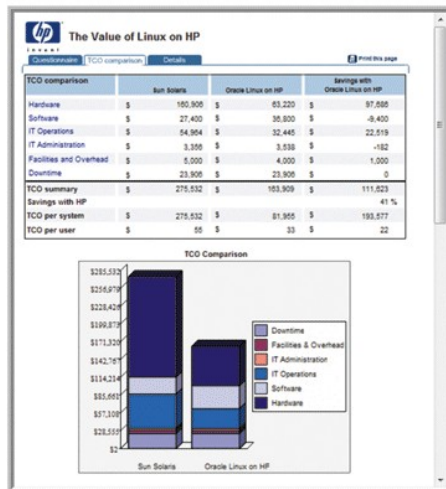 hp
invent
The Value of Linux on HP
Questionnaire TCO comparison Details Print this page
TCO comparison Sun Solaris Oracle Linux on HP Savings with Oracle Linux on HP
Hardware $ 160,906 $ 63,220 $ 97,686
Software $ 27,400 $ 36,800 $ -9,400
IT Operations $ 54,964 $ 32,445 $ 22,519
IT Administration $ 3,356 $ 3,538 $ -182
Facilities and Overhead $ 5,000 $ 4,000 $ 1,000
Downtime $ 23,906 $ 23,906 $ 0
TCO summary $ 275,532 $ 163,909 $ 111,623
Savings with HP 41 %
TCO per system $ 275,532 $ 81,955 $ 193,577
TCO per user $ 55 $ 33 $ 22
TCO Comparison
$285,532
$256,979
$228,426
$199,873
$171,320
$142,767
$114,214
$85,661
$57,108
$28,555
$2
Downtime
Facilities & Overhead
IT Administration
IT Operations
Software
Hardware
Sun Solaris Oracle Linux on HP